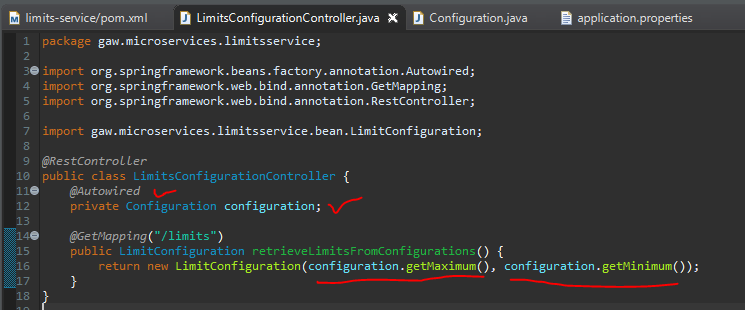 limits-service/pom.xml LimitsConfigurationController.java Configuration.java application.properties
1 package gaw.microservices.limitsservice;
2
3 import org.springframework.beans.factory.annotation.Autowired;
4 import org.springframework.web.bind.annotation.GetMapping;
5 import org.springframework.web.bind.annotation.RestController;
6
7 import gaw.microservices.limitsservice.bean.LimitConfiguration;
8
9 @RestController
10 public class LimitsConfigurationController {
11 @Autowired
12 private Configuration configuration;
13
14 @GetMapping("/limits")
15 public LimitConfiguration retrieveLimitsFromConfigurations() {
16 return new LimitConfiguration(configuration.getMaximum(), configuration.getMinimum());
17 }
18 }